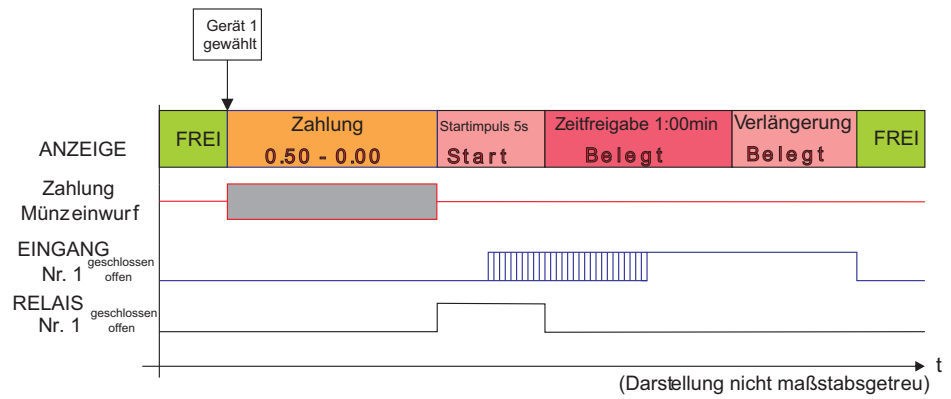 Gerät 1
gewählt
ANZEIGE
FREI
Zahlung
0.50 - 0.00
Startimpuls 5s
Start
Zeitfreigabe 1:00min
Belegt
Verlängerung
Belegt
FREI
Zahlung
Münzeinwurf
EINGANG
Nr. 1
geschlossen
offen
RELAIS
Nr. 1
geschlossen
offen
t
(Darstellung nicht maßstabsgetreu)